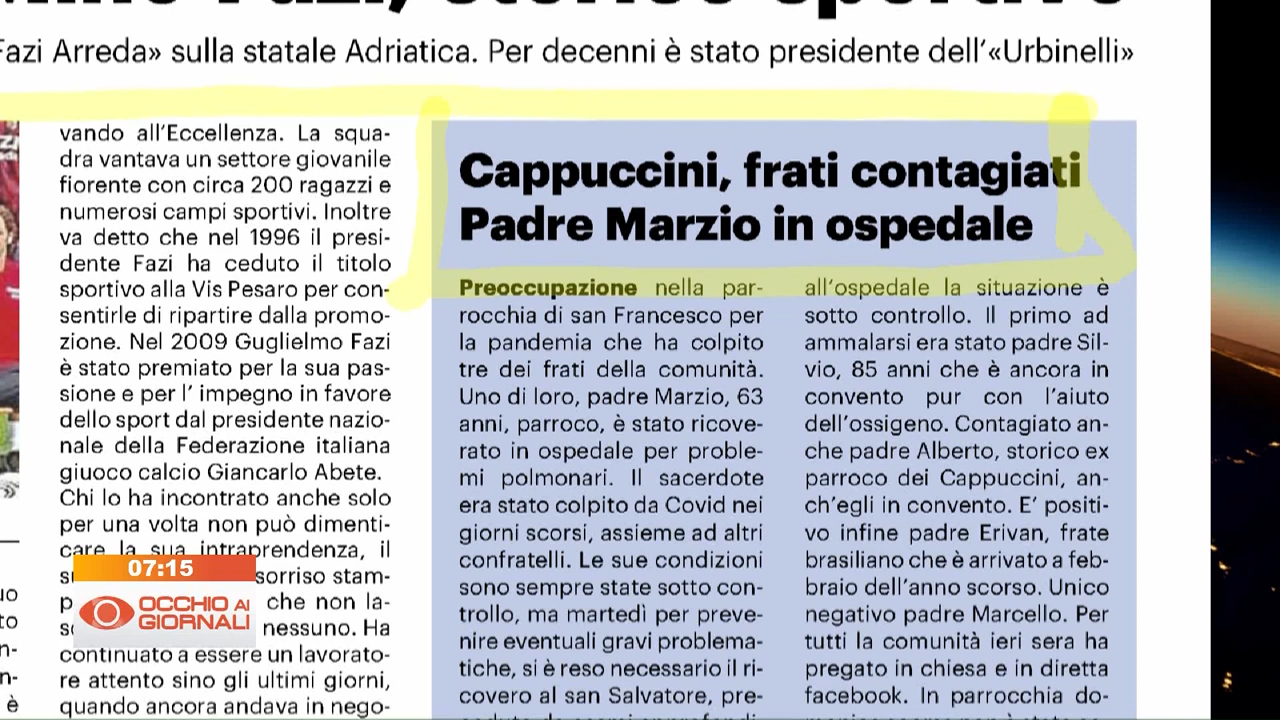 Fazi Arreda» sulla statale Adriatica. Per decenni è stato presidente dell'«Urbinelli»
vando all'Eccellenza. La squa-
dra vantava un settore giovanile
fiorente con circa 200 ragazzi e
numerosi campi sportivi. Inoltre
va detto che nel 1996 il presi-
dente Fazi ha ceduto il titolo
sportivo alla Vis Pesaro per con-
sentirle di ripartire dalla promo-
zione. Nel 2009 Guglielmo Fazi
è stato premiato per la sua pas-
sione e per l' impegno in favore
dello sport dal presidente nazio-
nale della Federazione italiana
giuoco calcio Giancarlo Abete.
Chi lo ha incontrato anche solo
per una volta non può dimenti-
care la sua intraprendenza, il
sorriso stam-
che non la-
nessuno. Ha
continuato a essere un lavorato-
re attento sino gli ultimi giorni,
quando ancora andava in nego-
Cappuccini, frati contagiati
Padre Marzio in ospedale
Preoccupazione nella par-
rocchia di san Francesco per
la pandemia che ha colpito
tre dei frati della comunità.
Uno di loro, padre Marzio, 63
anni, parroco, è stato ricove-
rato in ospedale per proble-
mi polmonari. Il sacerdote
era stato colpito da Covid nei
giorni scorsi, assieme ad altri
confratelli. Le sue condizioni
sono sempre state sotto con-
trollo, ma martedì per preve-
nire eventuali gravi problema-
tiche, si è reso necessario il ri-
covero al san Salvatore, pre-
all'ospedale la situazione è
sotto controllo. Il primo ad
ammalarsi era stato padre Sil-
vio, 85 anni che è ancora in
convento pur con l'aiuto
dell'ossigeno. Contagiato an-
che padre Alberto, storico ex
parroco dei Cappuccini, an-
ch'egli in convento. E' positi-
vo infine padre Erivan, frate
brasiliano che è arrivato a feb-
braio dell'anno scorso. Unico
negativo padre Marcello. Per
tutti la comunità ieri sera ha
pregato in chiesa e in diretta
facebook. In parrocchia do-
07:15
OCCHIO AI
GIORNALI